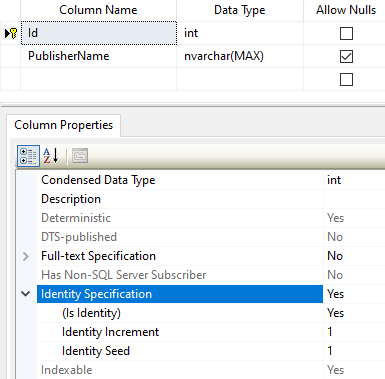 Column Name Data Type Allow Nulls
Id int
PublisherName nvarchar(MAX)
Column Properties
Condensed Data Type int
Description
Deterministic Yes
DTS-published No
Full-text Specification No
Has Non-SQL Server Subscriber No
Identity Specification Yes
(Is Identity) Yes
Identity Increment 1
Identity Seed 1
Indexable Yes